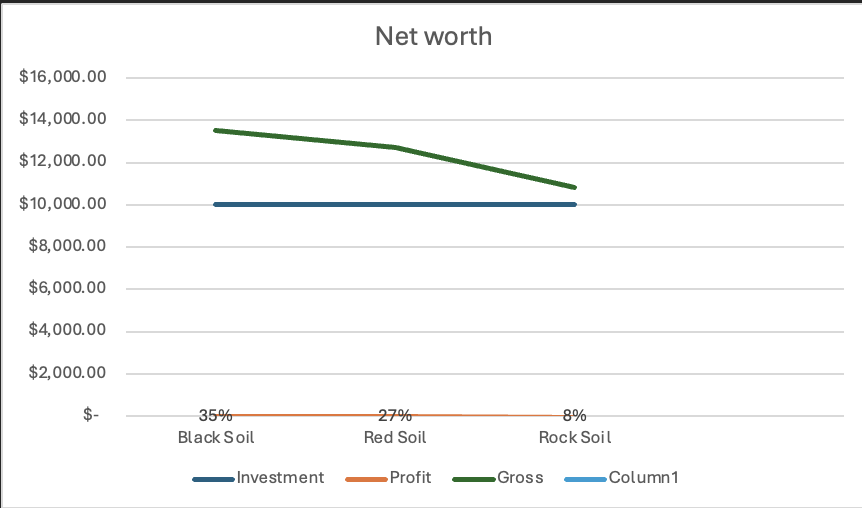 Net worth
$16,000.00
$14,000.00
$12,000.00
$10,000.00
$8,000.00
$6,000.00
$4,000.00
$2,000.00
$-
35% 27% 8%
Black Soil Red Soil Rock Soil
Investment Profit Gross Column1